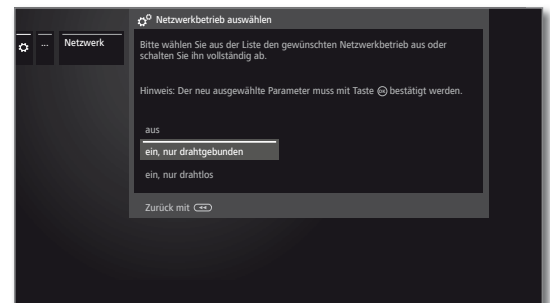 Netzwerkbetrieb auswählen
... Netzwerk
Bitte wählen Sie aus der Liste den gewünschten Netzwerkbetrieb aus oder
schalten Sie ihn vollständig ab.
Hinweis: Der neu ausgewählte Parameter muss mit Taste OK bestätigt werden.
aus
ein, nur drahtgebunden
ein, nur drahtlos
Zurück mit